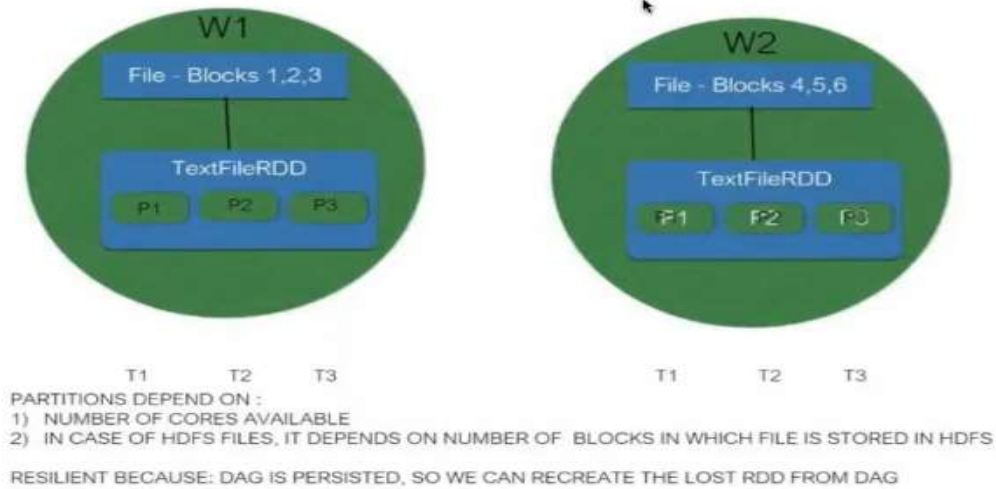 W1
File - Blocks 1,2,3
TextFileRDD
P1 P2 P3
W2
File - Blocks 4,5,6
TextFileRDD
P1 P2 P3
T1 T2 T3
T1 T2 T3
PARTITIONS DEPEND ON :
1) NUMBER OF CORES AVAILABLE
2) IN CASE OF HDFS FILES, IT DEPENDS ON NUMBER OF BLOCKS IN WHICH FILE IS STORED IN HDFS
RESILIENT BECAUSE: DAG IS PERSISTED, SO WE CAN RECREATE THE LOST RDD FROM DAG